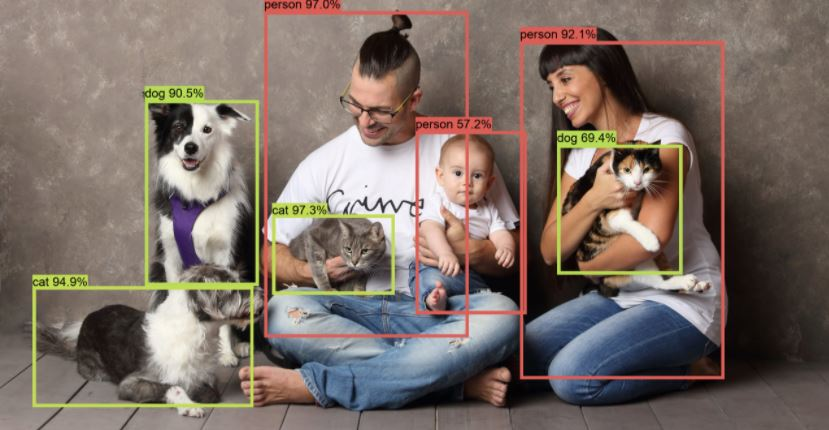 person 97.0%
person 92.1%
dog 90.5%
person 57.2%
dog 69.4%
cat 97.3%
cat 94.9%